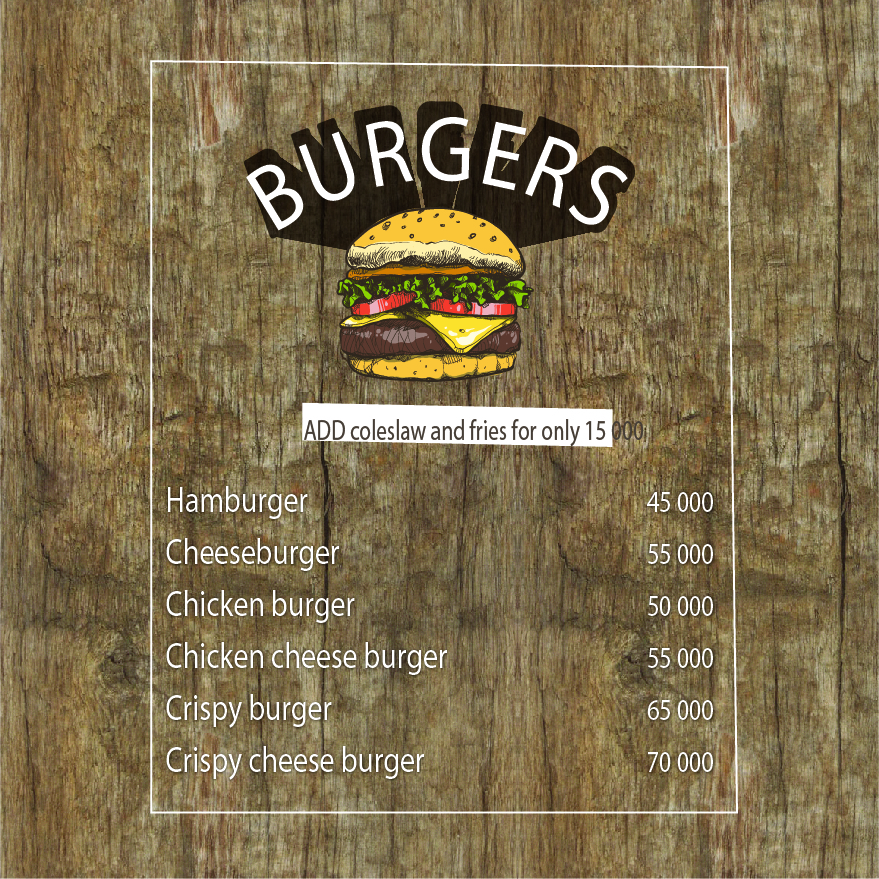 BURGERS
ADD coleslaw and fries for only 15 000
Hamburger 45 000
Cheeseburger 55 000
Chicken burger 50 000
Chicken cheese burger 55 000
Crispy burger 65 000
Crispy cheese burger 70 000